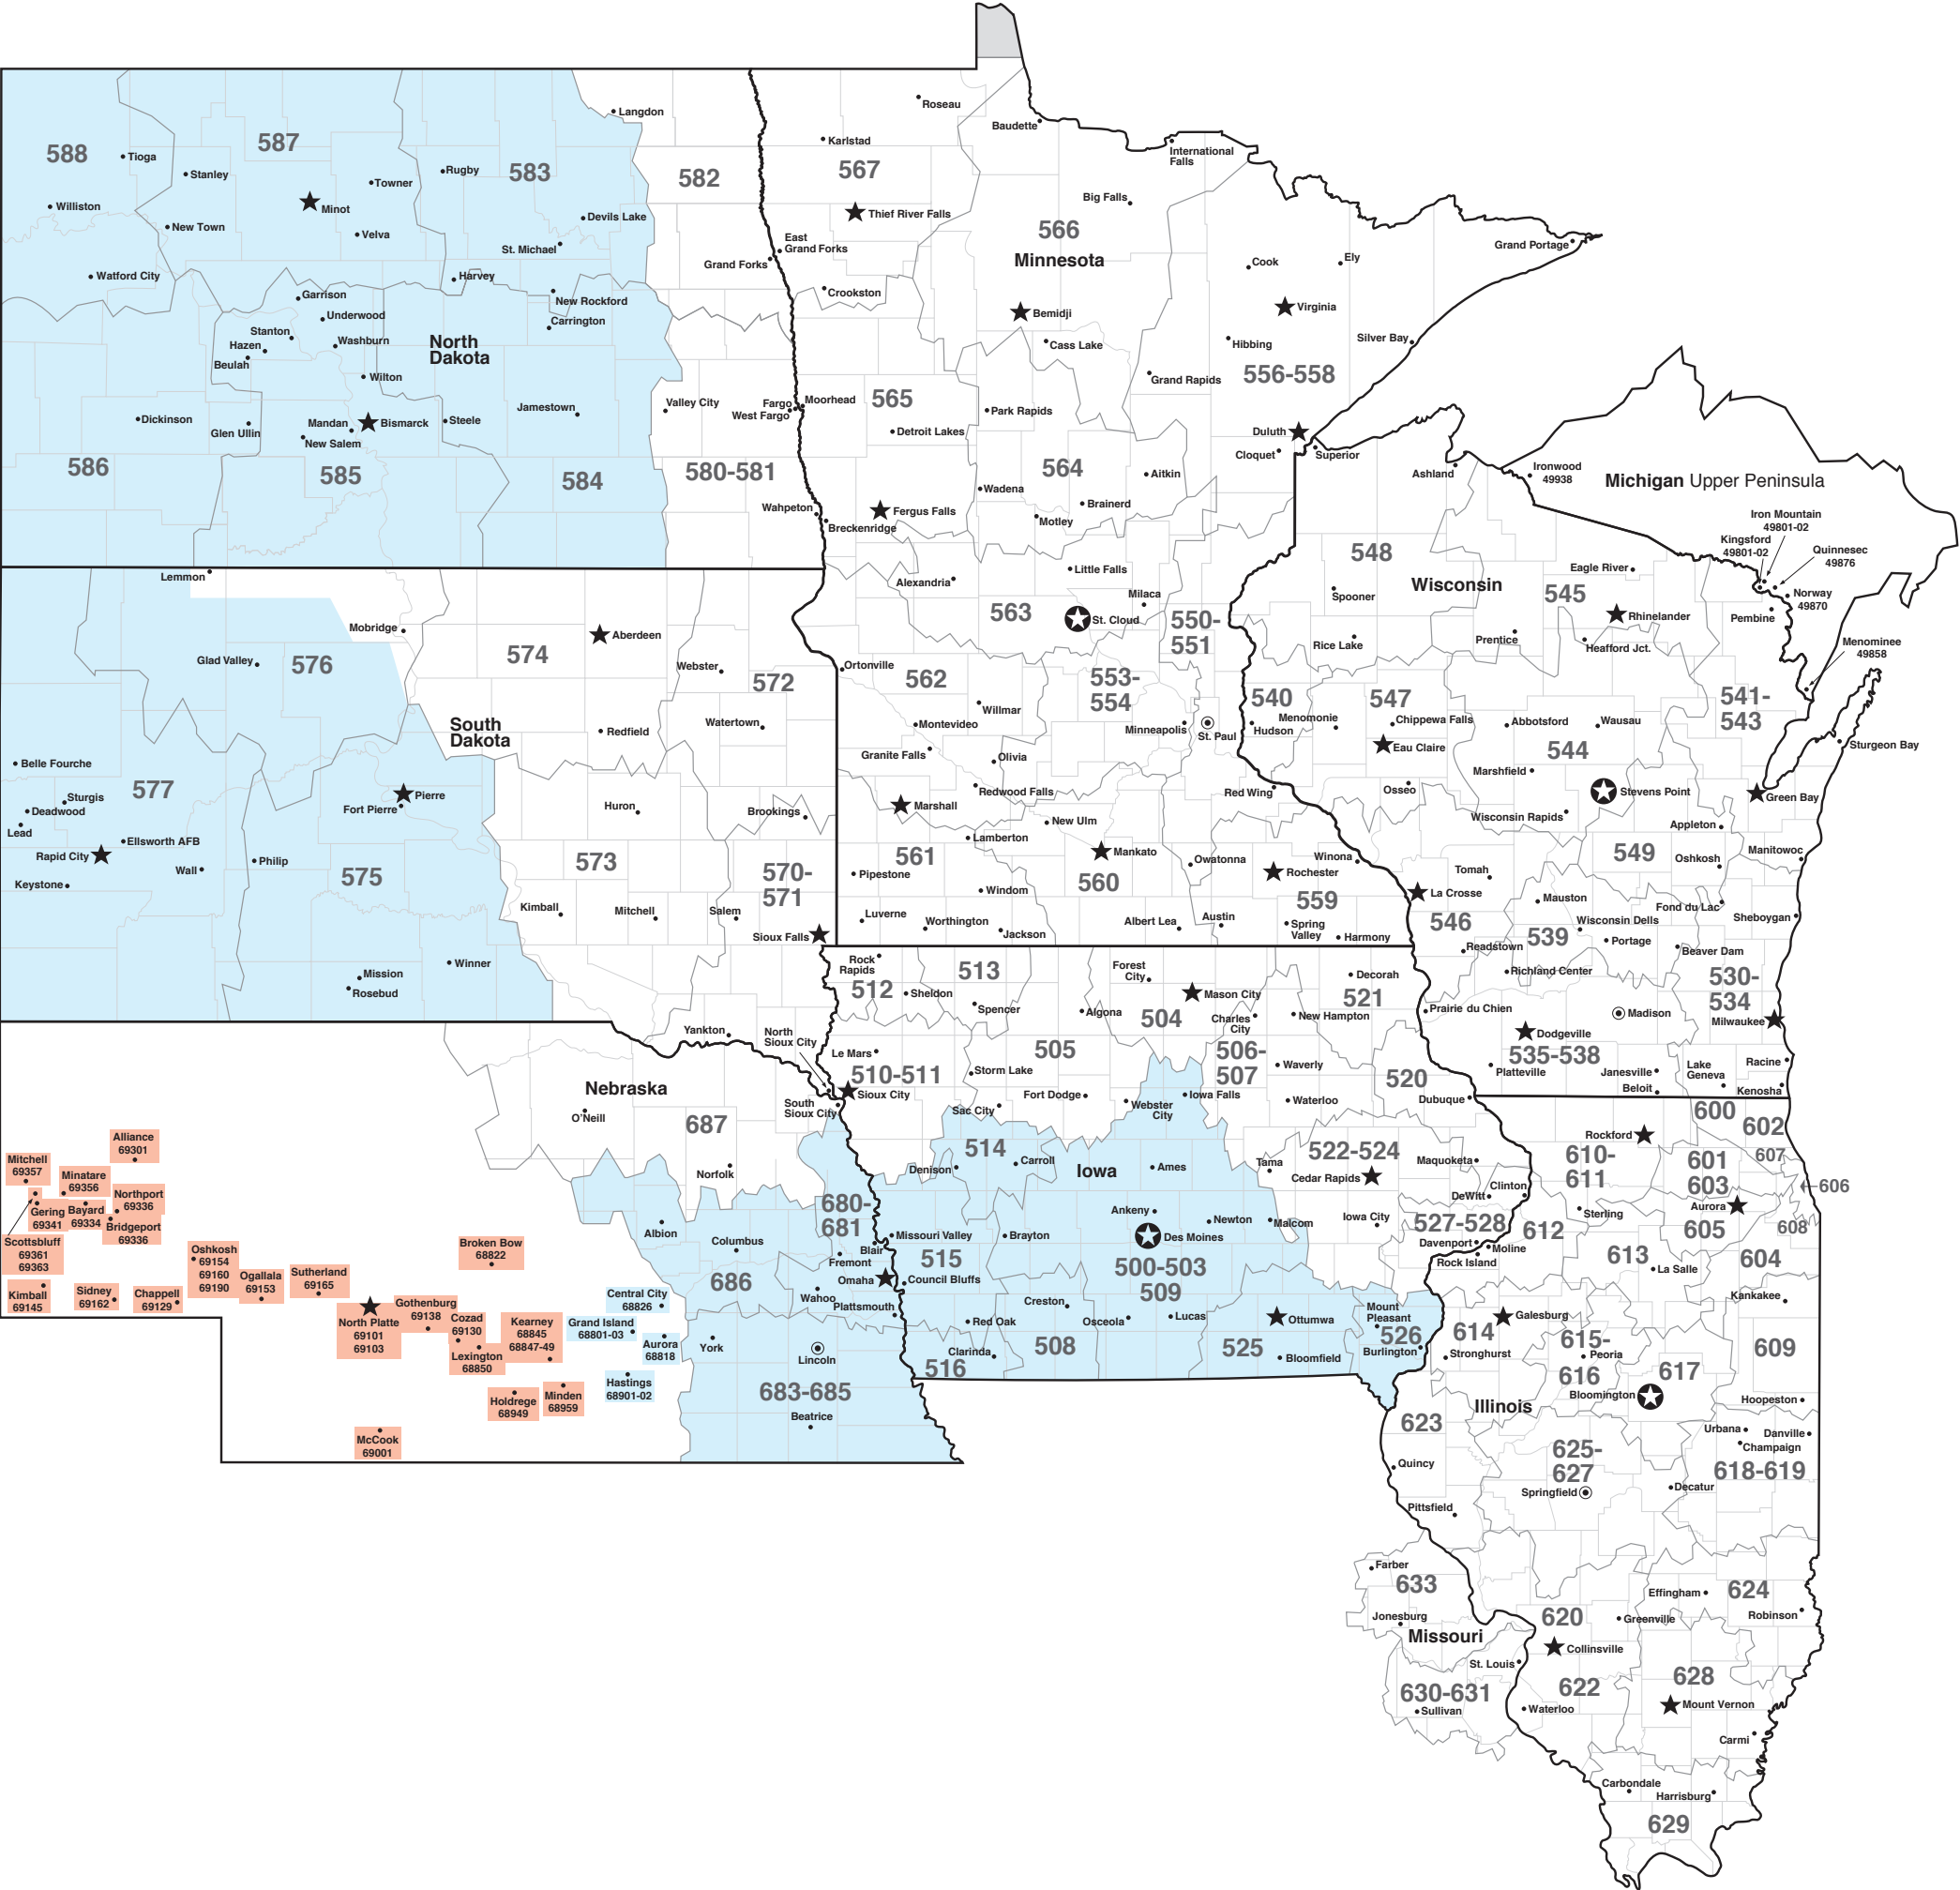 588
Tioga
Williston
Watford City
587
Stanley
Towner
Minot
New Town
Velva
Rugby
583
Devils Lake
St. Michael
Harvey
New Rockford
Carrington
Langdon
582
Grand Forks
Garrison
Underwood
Stanton
Hazen
Washburn
Beulah
Wilton
North
Dakota
Dickinson
Glen Ullin
Mandan
Bismarck
New Salem
Steele
Jamestown
Valley City
Fargo
West Fargo
586
585
584
580-581
Wahpeton
Roseau
Karlstad
567
Thief River Falls
East
Grand Forks
Crookston
Baudette
International
Falls
Big Falls
566
Minnesota
Bemidji
Cass Lake
Cook
Ely
Grand Portage
Virginia
Hibbing
Silver Bay
Grand Rapids
556-558
Moorhead
565
Park Rapids
Detroit Lakes
Duluth
Cloquet
564
Aitkin
Wadena
Brainerd
Motley
Fergus Falls
Breckenridge
Little Falls
Alexandria
Milaca
563
St. Cloud
550-
551
Ortonville
562
553-
554
Willmar
Montevideo
Minneapolis
St. Paul
Granite Falls
Olivia
Redwood Falls
Red Wing
Marshall
New Ulm
Lamberton
Mankato
561
560
Owatonna
Winona
Rochester
Pipestone
Windom
559
Luverne
Worthington
Jackson
Albert Lea
Austin
Spring
Valley
Harmony
Superior
Ashland
Ironwood
49938
Michigan Upper Peninsula
Iron Mountain
49801-02
Kingsford
49801-02
Quinnesec
49876
Norway
49870
Menominee
49858
548
Wisconsin
Spooner
Eagle River
545
Rhinelander
Pembine
Rice Lake
Prentice
Heafford Jct.
540
Hudson
Menomonie
547
Chippewa Falls
Eau Claire
Abbotsford
Wausau
541-
543
544
Sturgeon Bay
Marshfield
Osseo
Stevens Point
Green Bay
Wisconsin Rapids
Appleton
549
Manitowoc
Oshkosh
Tomah
La Crosse
Mauston
Fond du Lac
Sheboygan
546
Wisconsin Dells
539
Portage
Readstown
Beaver Dam
Richland Center
530-
534
Prairie du Chien
Madison
Milwaukee
Dodgeville
535-538
Platteville
Janesville
Beloit
Lake
Geneva
Racine
Kenosha
Lemmon
Mobridge
Glad Valley
576
574
Aberdeen
Webster
572
South
Dakota
Redfield
Watertown
Belle Fourche
577
Sturgis
Deadwood
Lead
Ellsworth AFB
Rapid City
Wall
Keystone
Pierre
Fort Pierre
Huron
Brookings
Philip
575
573
570-
571
Kimball
Mitchell
Salem
Sioux Falls
Mission
Rosebud
Winner
Yankton
North
Sioux City
Nebraska
O'Neill
687
South
Sioux City
Norfolk
680-
681
Albion
Columbus
Blair
Fremont
686
Omaha
Wahoo
Plattsmouth
York
Lincoln
683-685
Beatrice
Alliance
69301
Mitchell
69357
Minatare
69356
Northport
69336
Gering
69341
Bayard
69334
Bridgeport
69336
Scottsbluff
69361
69363
Kimball
69145
Sidney
69162
Chappell
69129
Oshkosh
69154
69160
69190
Ogallala
69153
Sutherland
69165
Broken Bow
68822
North Platte
69101
69103
Gothenburg
69138
Cozad
69130
Lexington
68850
Kearney
68845
68847-49
Holdrege
68949
Minden
68959
McCook
69001
Central City
68826
Grand Island
68801-03
Aurora
68818
Hastings
68901-02
Rock
Rapids
512
Sheldon
513
Spencer
Forest
City
Mason City
Decorah
521
Algona
504
Charles
City
New Hampton
Le Mars
505
510-511
Storm Lake
Sioux City
506-
507
Waverly
520
Fort Dodge
Sac City
Webster
City
Iowa Falls
Waterloo
Dubuque
514
Carroll
Denison
Iowa
Ames
Tama
522-524
Cedar Rapids
Maquoketa
DeWitt
Clinton
Ankeny
Newton
Malcom
Iowa City
527-528
Davenport
Missouri Valley
515
Brayton
Des Moines
500-503
509
Council Bluffs
Creston
Osceola
Lucas
Ottumwa
Mount
Pleasant
526
Burlington
Red Oak
Clarinda
516
508
525
Bloomfield
600
602
Rockford
610-
611
601
603
607
606
Aurora
605
608
Sterling
612
Moline
Rock Island
613
La Salle
604
Kankakee
Galesburg
614
Stronghurst
615-
Peoria
616
617
609
Bloomington
Illinois
Hoopeston
623
Urbana
Danville
Champaign
625-
627
618-619
Quincy
Springfield
Decatur
Pittsfield
Farber
633
Jonesburg
Missouri
St. Louis
630-631
Sullivan
Effingham
624
620
Greenville
Robinson
Collinsville
622
628
Waterloo
Mount Vernon
Carmi
Carbondale
Harrisburg
629